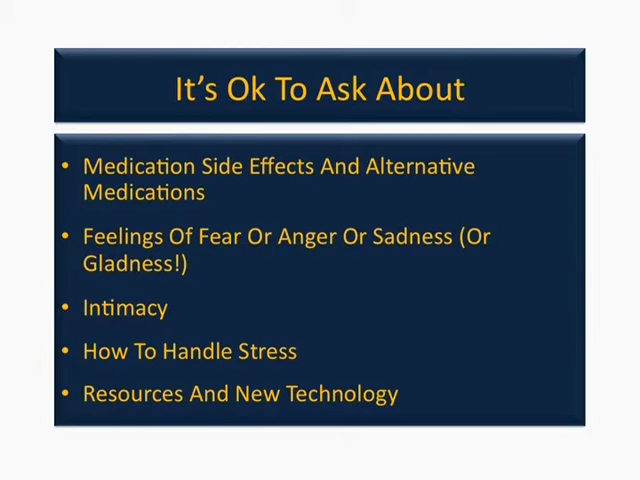 It’s Ok To Ask About
• Medication Side Effects And Alternative
Medications
• Feelings Of Fear Or Anger Or Sadness (Or
Gladness!)
• Intimacy
• How To Handle Stress
• Resources And New Technology